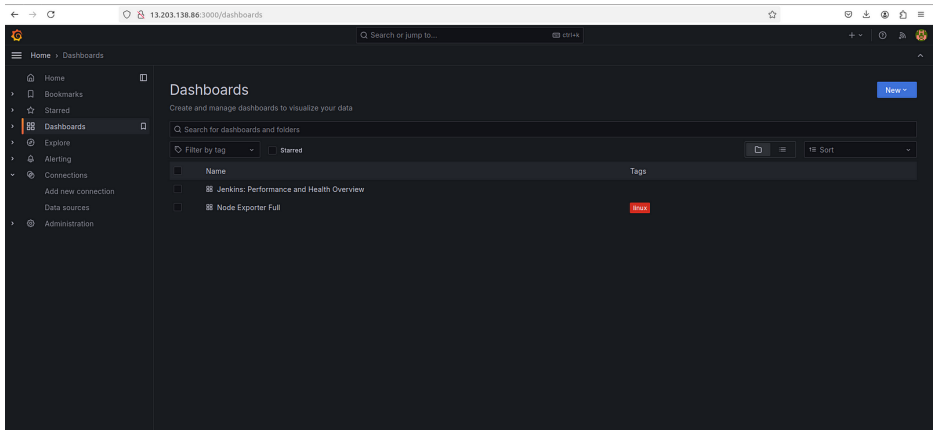 13.203.138.86:3000/dashboards
Search or jump to... ctrl+k
Home › Dashboards
Home
Bookmarks
Starred
Dashboards
Explore
Alerting
Connections
Add new connection
Data sources
Administration
Dashboards
New
Create and manage dashboards to visualize your data
Search for dashboards and folders
Filter by tag Starred Sort
Name Tags
Jenkins: Performance and Health Overview
Node Exporter Full linux